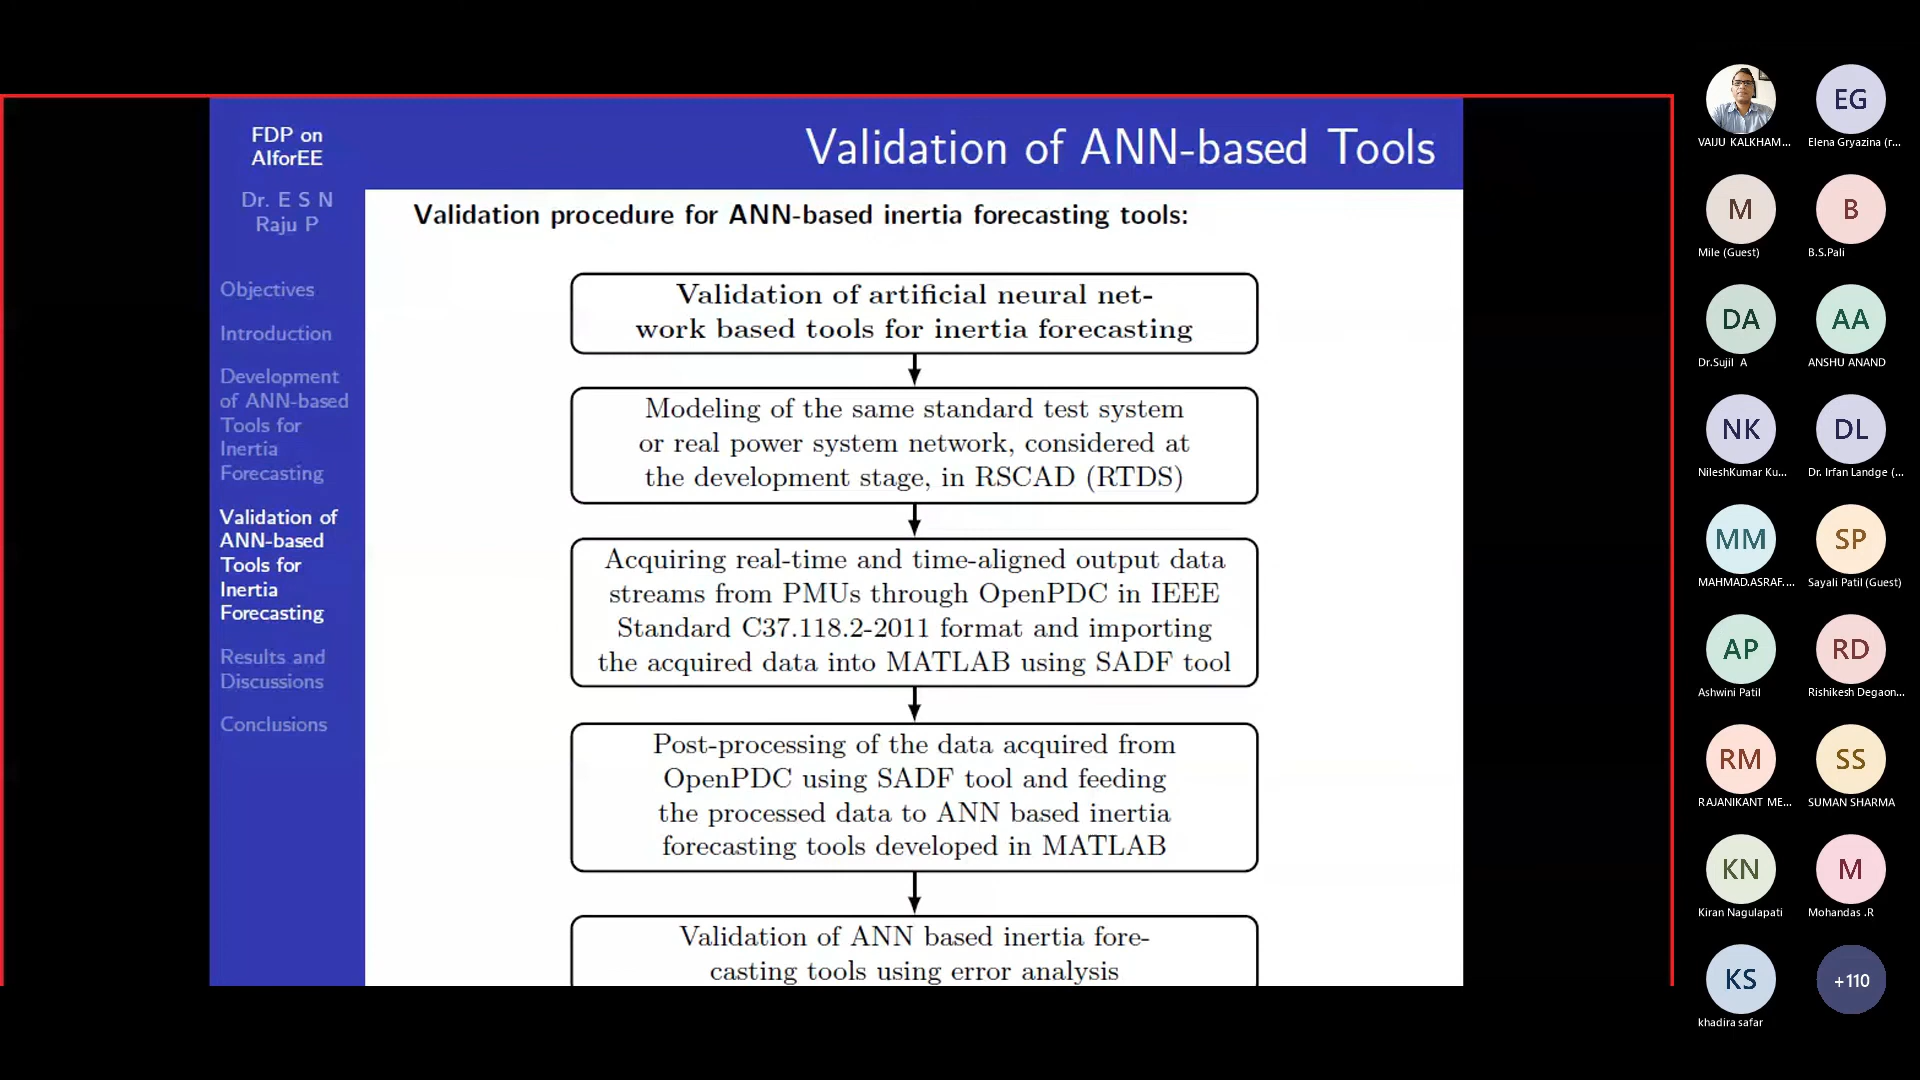 FDP on
AIforEE
Dr. E S N
Raju P
Objectives
Introduction
Development
of ANN-based
Tools for
Inertia
Forecasting
Validation of
ANN-based
Tools for
Inertia
Forecasting
Results and
Discussions
Conclusions
Validation of ANN-based Tools
Validation procedure for ANN-based inertia forecasting tools:
Validation of artificial neural net-
work based tools for inertia forecasting
Modeling of the same standard test system
or real power system network, considered at
the development stage, in RSCAD (RTDS)
Acquiring real-time and time-aligned output data
streams from PMUs through OpenPDC in IEEE
Standard C37.118.2-2011 format and importing
the acquired data into MATLAB using SADF tool
Post-processing of the data acquired from
OpenPDC using SADF tool and feeding
the processed data to ANN based inertia
forecasting tools developed in MATLAB
Validation of ANN based inertia fore-
casting tools using error analysis
VAIJU KALKHAM...
EG
Elena Gryazina (r...
M
Mile (Guest)
B
B.S.Pali
DA
Dr.Sujil A
AA
ANSHU ANAND
NK
NileshKumar Ku...
DL
Dr. Irfan Landge (...
MM
MAHMAD.ASRAF....
SP
Sayali Patil (Guest)
AP
Ashwini Patil
RD
Rishikesh Degaon...
RM
RAJANIKANT ME...
SS
SUMAN SHARMA
KN
Kiran Nagulapati
M
Mohandas .R
KS
khadira safar
+110